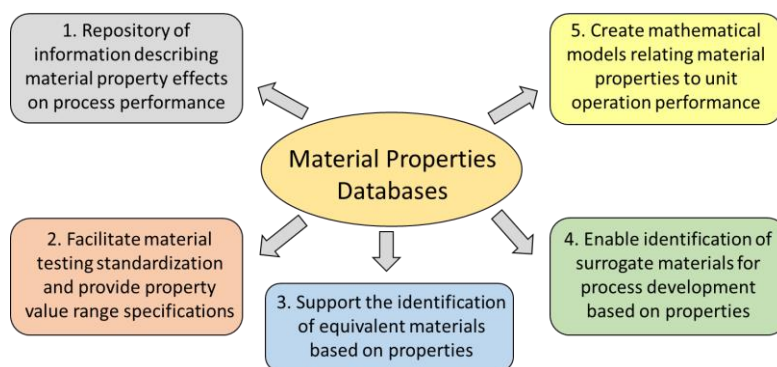 1. Repository of
information describing
material property effects
on process performance
5. Create mathematical
models relating material
properties to unit
operation performance
Material Properties
Databases
2. Facilitate material
testing standardization
and provide property
value range specifications
3. Support the identification
of equivalent materials
based on properties
4. Enable identification of
surrogate materials for
process development
based on properties